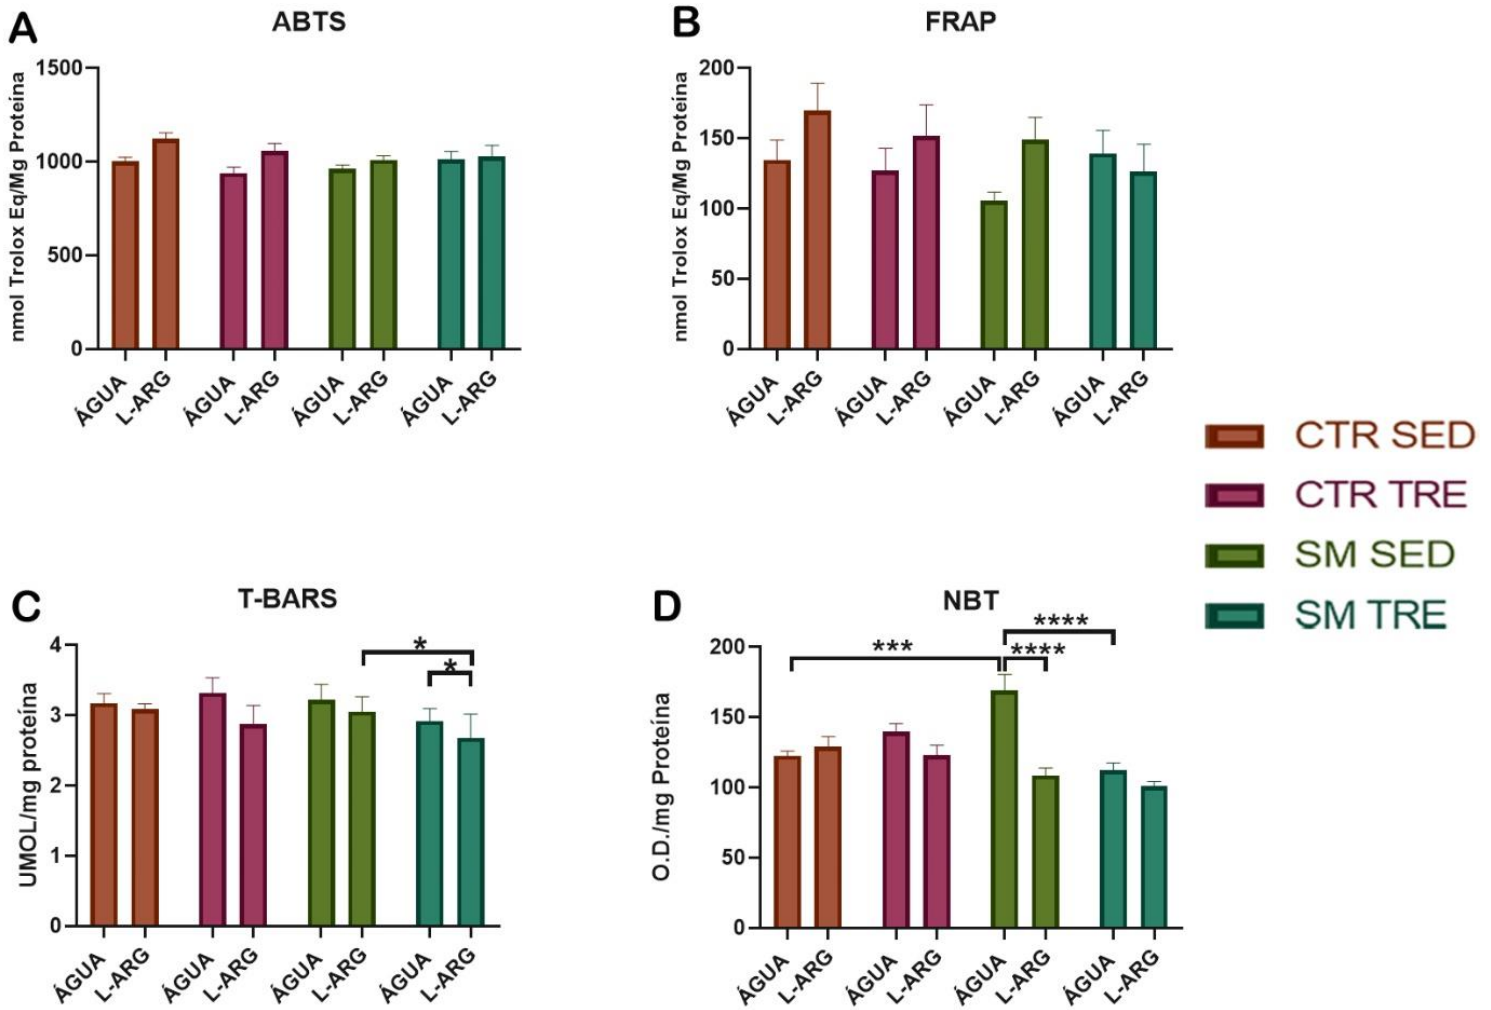 A
ABTS
nmol Trolox Eq/Mg Proteína
1500
1000
500
0
ÁGUA
L-ARG
ÁGUA
L-ARG
ÁGUA
L-ARG
ÁGUA
L-ARG
B
FRAP
nmol Trolox Eq/Mg Proteína
200
150
100
50
0
ÁGUA
L-ARG
ÁGUA
L-ARG
ÁGUA
L-ARG
ÁGUA
L-ARG
CTR SED
CTR TRE
SM SED
SM TRE
C
T-BARS
UMOL/mg proteína
4
3
2
1
0
*
*
ÁGUA
L-ARG
ÁGUA
L-ARG
ÁGUA
L-ARG
ÁGUA
L-ARG
D
NBT
O.D./mg Proteína
200
150
100
50
0
****
***
****
ÁGUA
L-ARG
ÁGUA
L-ARG
ÁGUA
L-ARG
ÁGUA
L-ARG